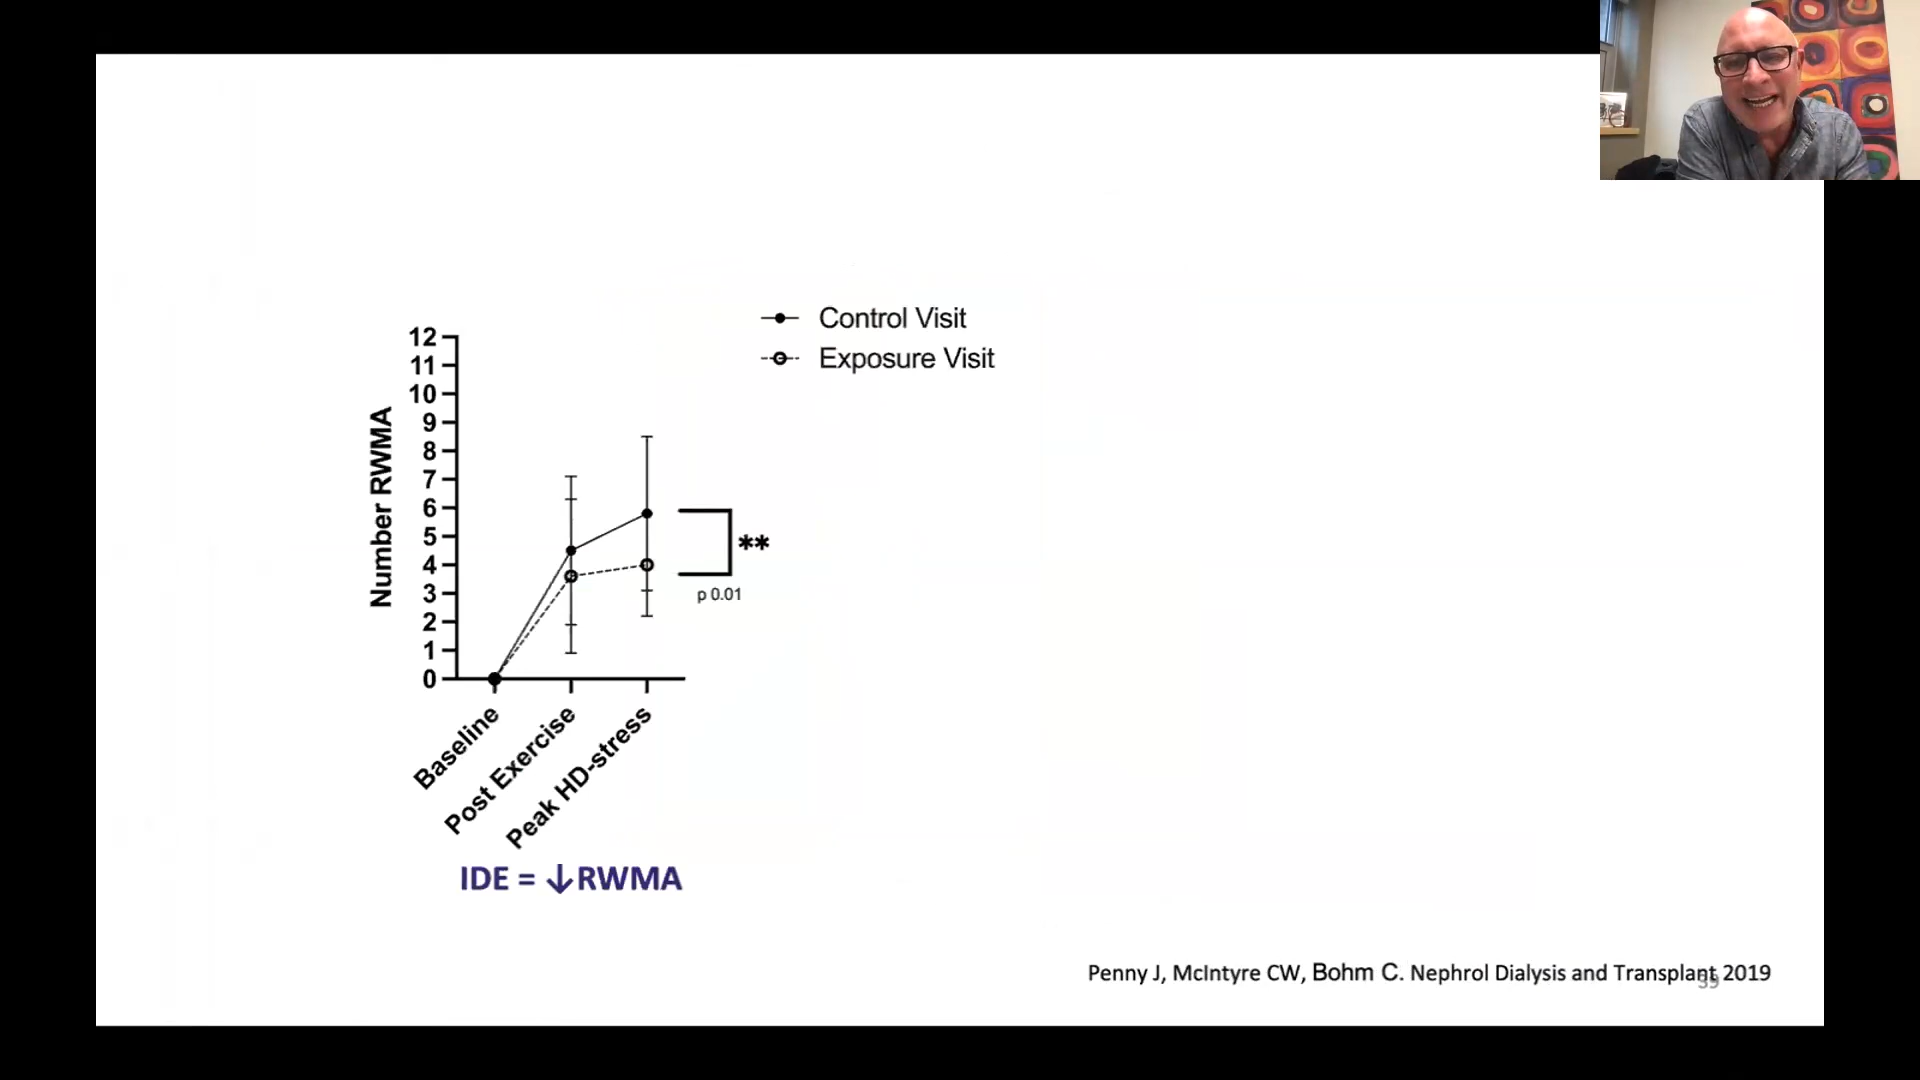 Control Visit
Exposure Visit
Number RWMA
12
11
10
9
8
7
6
5
4
3
2
1
0
**
p 0.01
Baseline
Post Exercise
Peak HD-stress
IDE = ↓RWMA
Penny J, McIntyre CW, Bohm C. Nephrol Dialysis and Transplant 2019
39